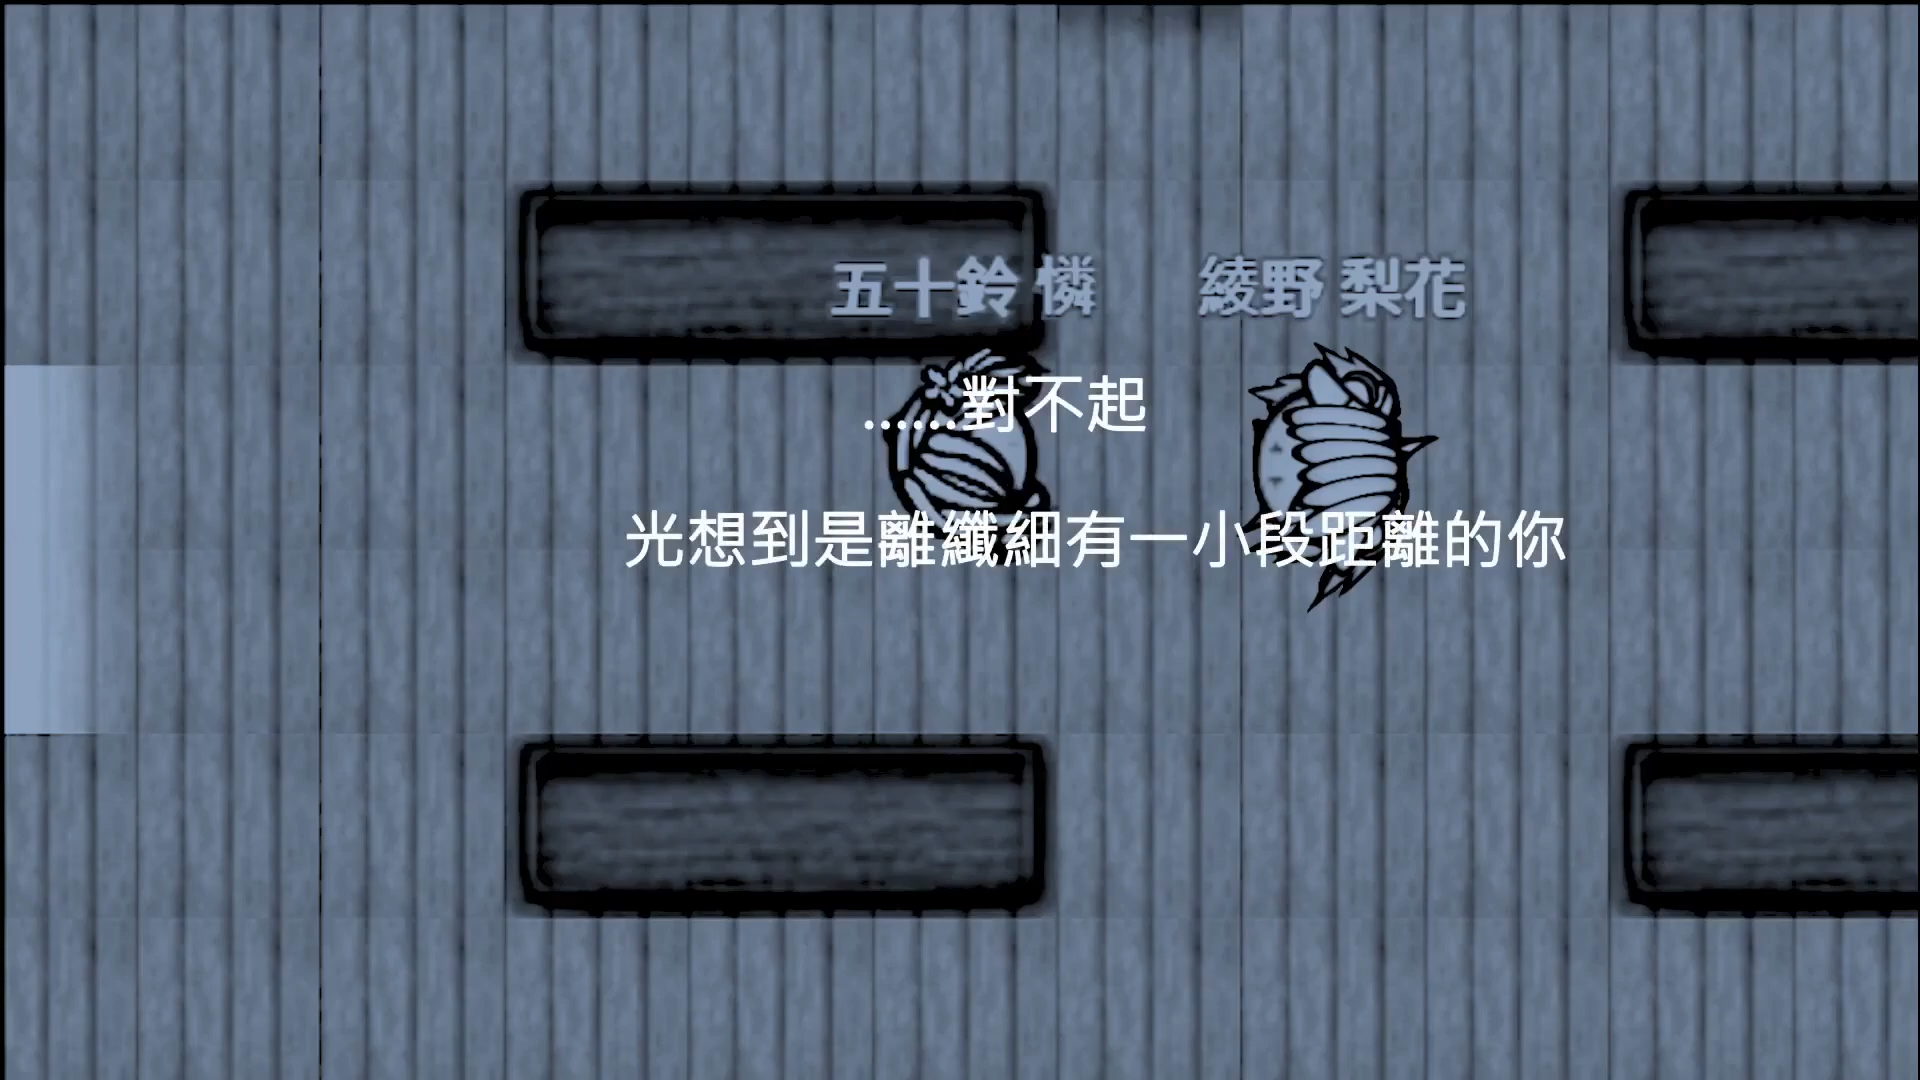 五十鈴 憐
綾野 梨花
......對不起
光想到是離纖細有一小段距離的你